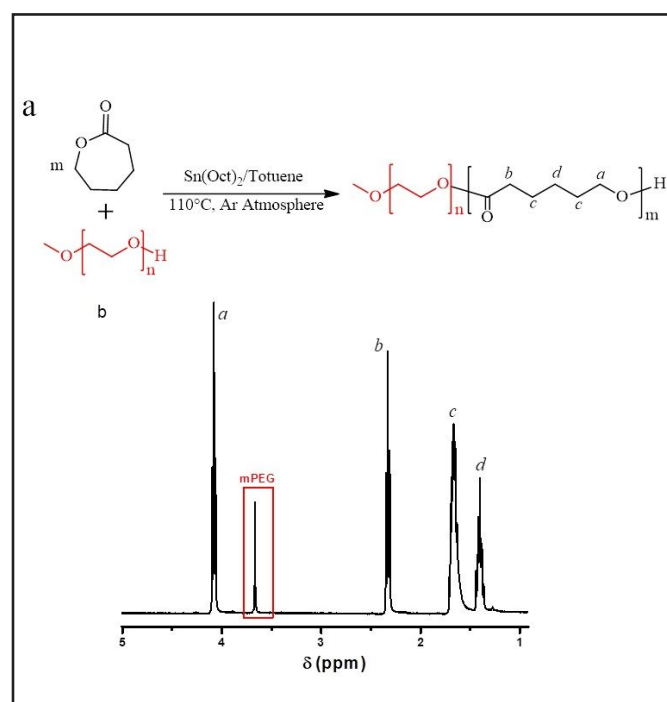 a
O
O
m
+
O
O
H
n
Sn(Oct)2/Totuene
110°C, Ar Atmosphere
O
O
n
O
b
c
d
c
a
O
H
m
b
a
b
c
d
mPEG
5
4
3
2
1
δ (ppm)